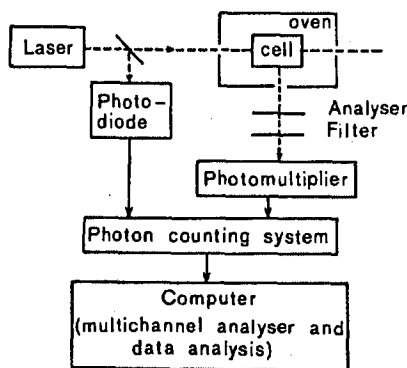 oven
Laser
cell
Photo-
diode
Analyser
Filter
Photomultiplier
Photon counting system
Computer
(multichannel analyser and
data analysis)